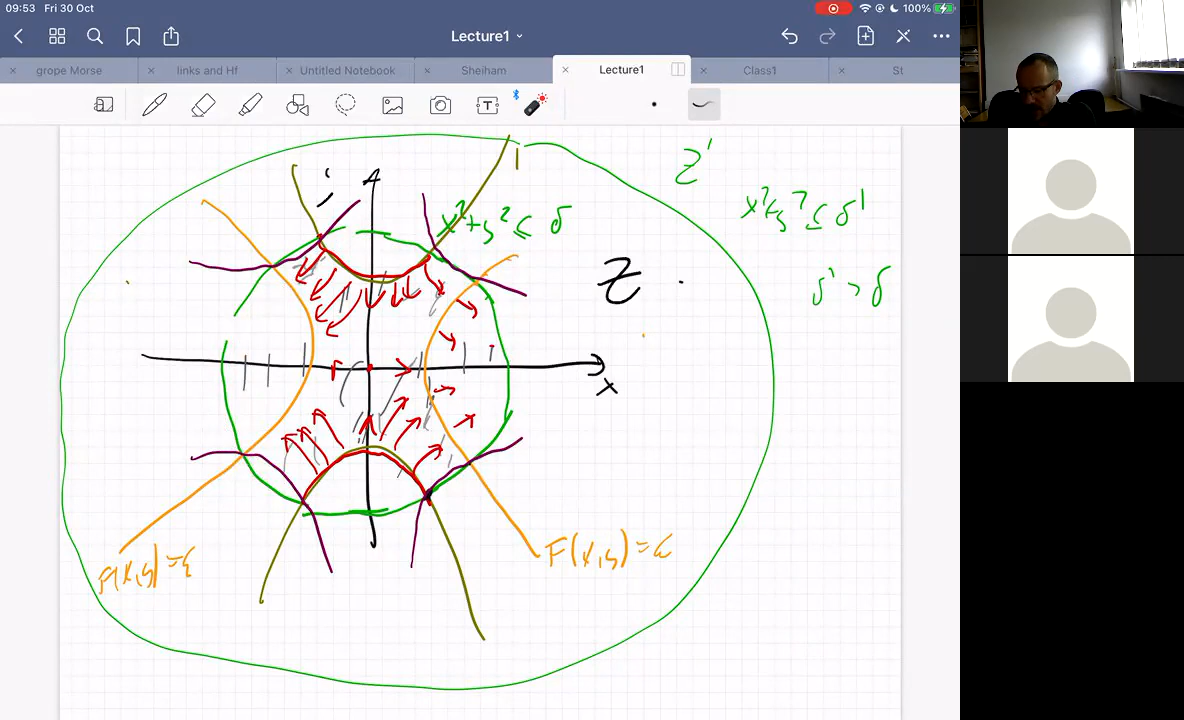 09:53 Fri 30 Oct
100%
Lecture1
grope Morse
links and Hf
Untitled Notebook
Sheiham
Lecture1
Class1
St
Z'
x²+y² ≤ δ'
x²+y² ≤ δ
Z
δ' > δ
x
F(x,y)=ε
F(x,y)=ε